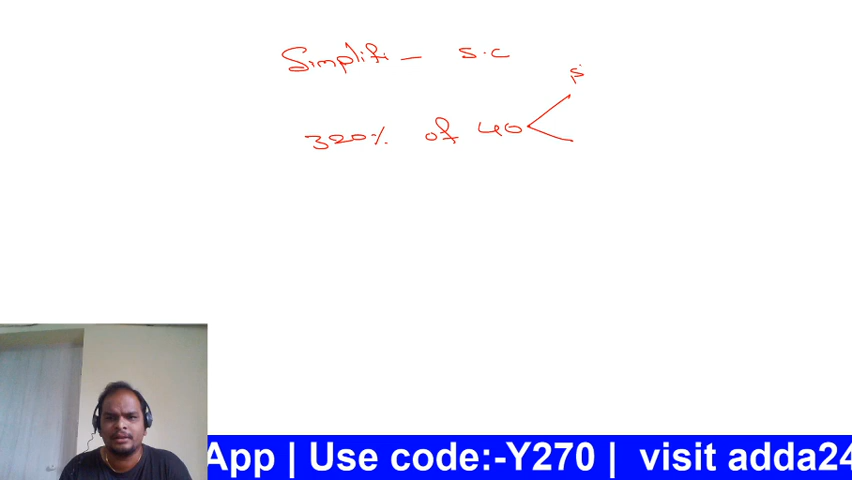 Simplifi - S.C
320% of 40
App | Use code:-Y270 | visit adda24